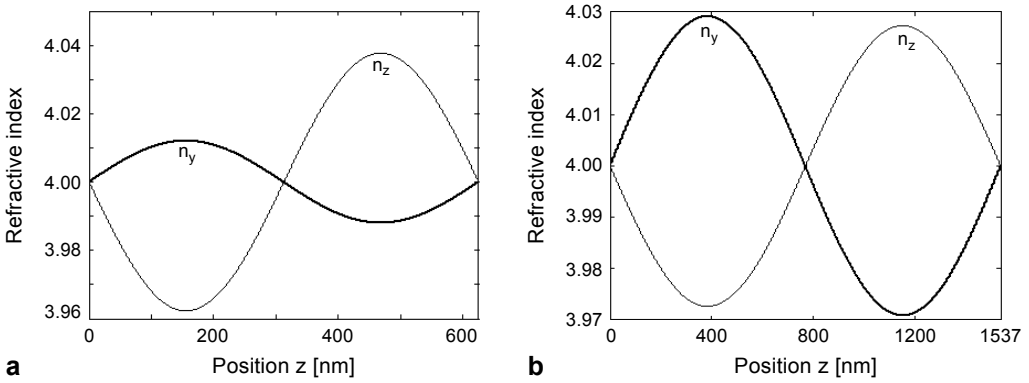 4.04
4.02
4.00
3.98
3.96
Refractive index
n_y
n_z
0
200
400
600
Position z [nm]
a
4.03
4.02
4.01
4.00
3.99
3.98
3.97
Refractive index
n_y
n_z
0
400
800
1200
1537
Position z [nm]
b